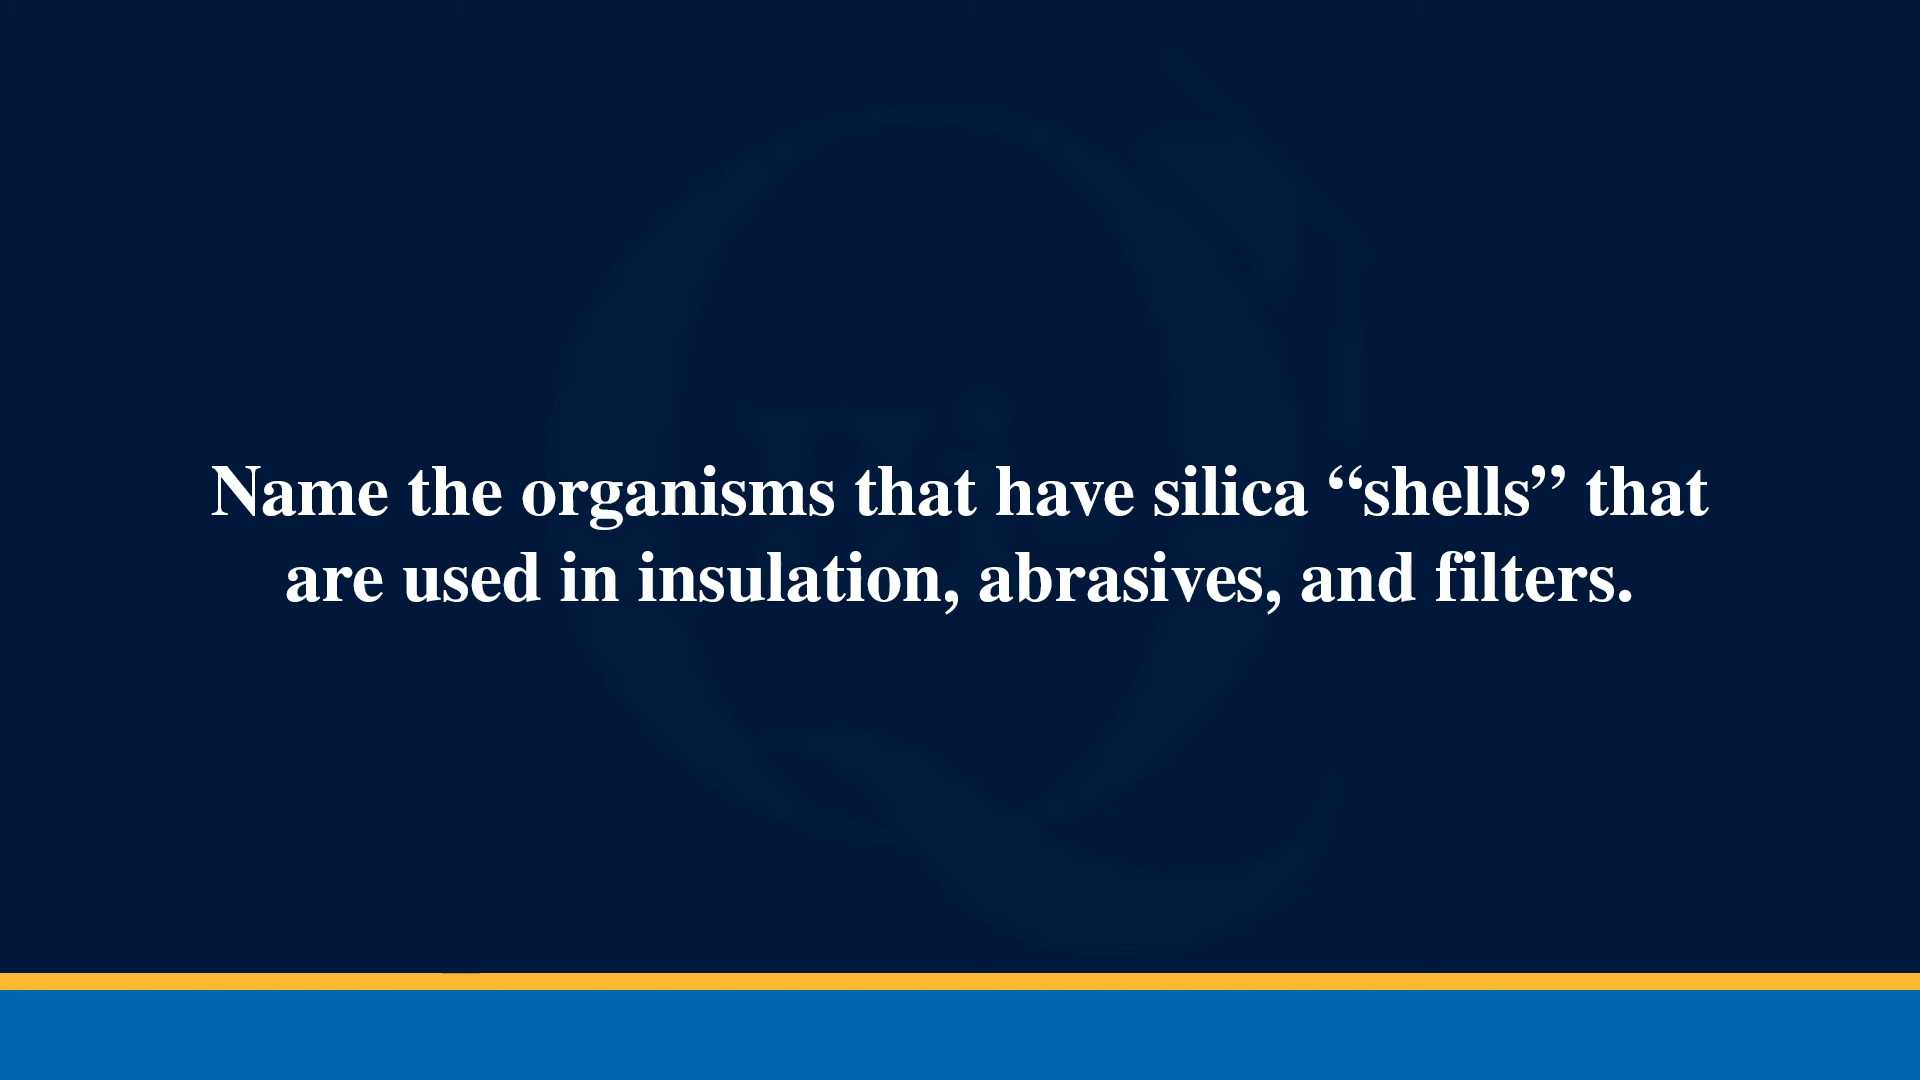 Name the organisms that have silica “shells” that
are used in insulation, abrasives, and filters.